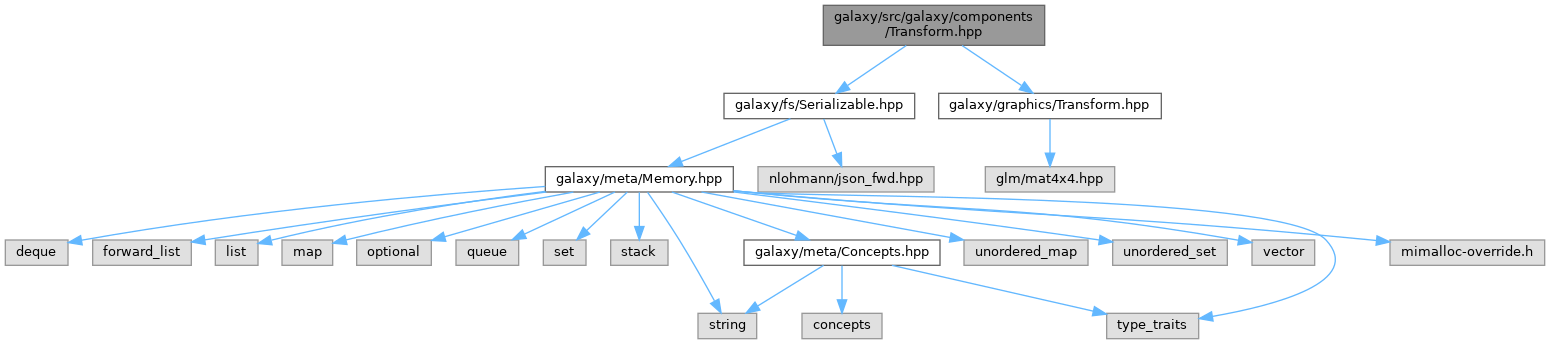 galaxy/src/galaxy/components
/Transform.hpp
galaxy/fs/Serializable.hpp
galaxy/graphics/Transform.hpp
galaxy/meta/Memory.hpp
nlohmann/json_fwd.hpp
glm/mat4x4.hpp
deque
forward_list
list
map
optional
queue
set
stack
galaxy/meta/Concepts.hpp
unordered_map
unordered_set
vector
mimalloc-override.h
string
concepts
type_traits